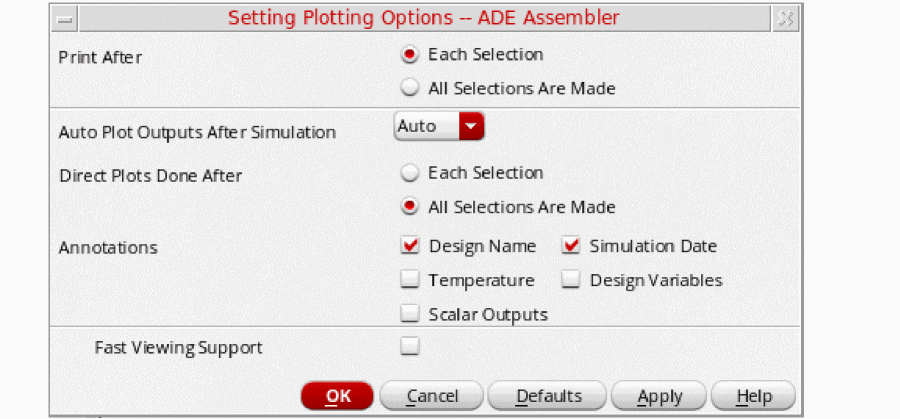 Setting Plotting Options -- ADE Assembler
Print After
Each Selection
All Selections Are Made
Auto Plot Outputs After Simulation
Auto
Direct Plots Done After
Each Selection
All Selections Are Made
Annotations
Design Name
Simulation Date
Temperature
Design Variables
Scalar Outputs
Fast Viewing Support
OK
Cancel
Defaults
Apply
Help